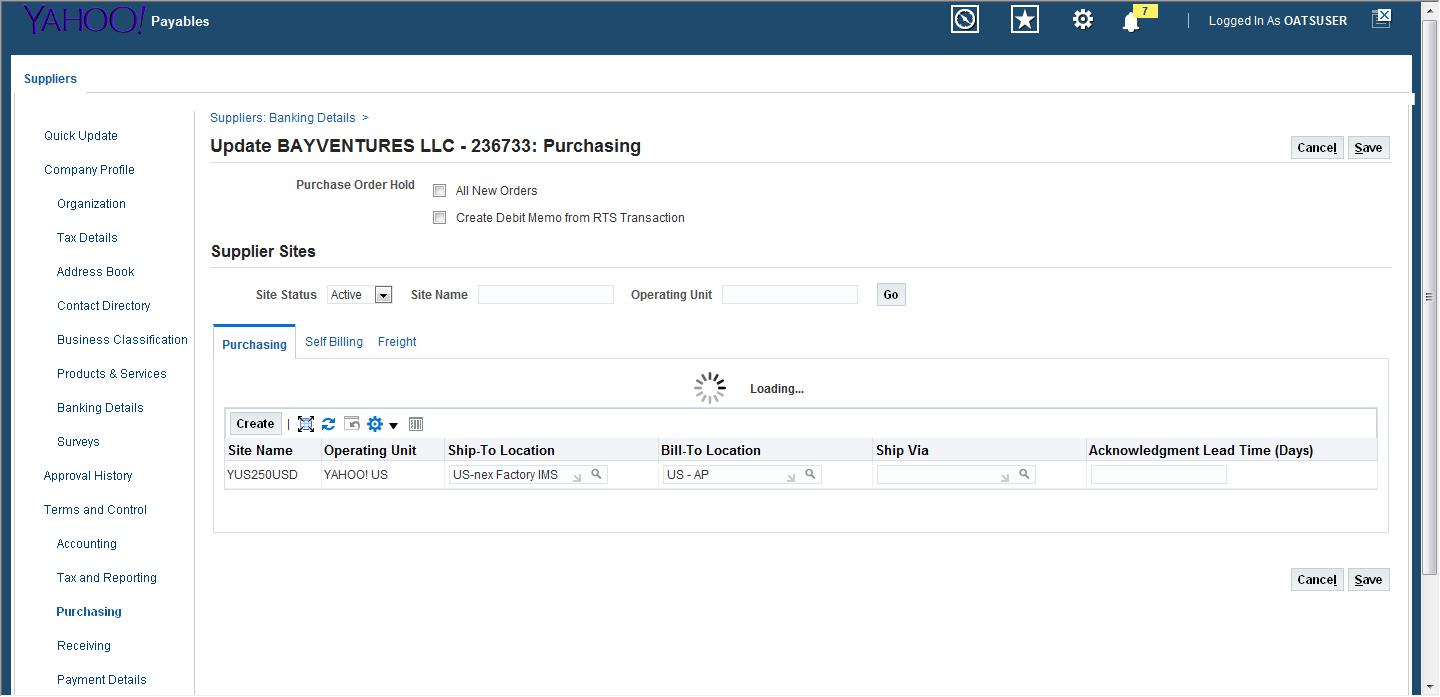 YAHOO! Payables
7
Logged In As OATSUSER
Suppliers
Quick Update
Company Profile
Organization
Tax Details
Address Book
Contact Directory
Business Classification
Products & Services
Banking Details
Surveys
Approval History
Terms and Control
Accounting
Tax and Reporting
Purchasing
Receiving
Payment Details
Suppliers: Banking Details >
Update BAYVENTURES LLC - 236733: Purchasing
Cancel Save
Purchase Order Hold
All New Orders
Create Debit Memo from RTS Transaction
Supplier Sites
Site Status Active Site Name Operating Unit Go
Purchasing Self Billing Freight
Loading...
Create |
Site Name Operating Unit Ship-To Location Bill-To Location Ship Via Acknowledgment Lead Time (Days)
YUS250USD YAHOO! US US-nex Factory IMS US - AP
Cancel Save